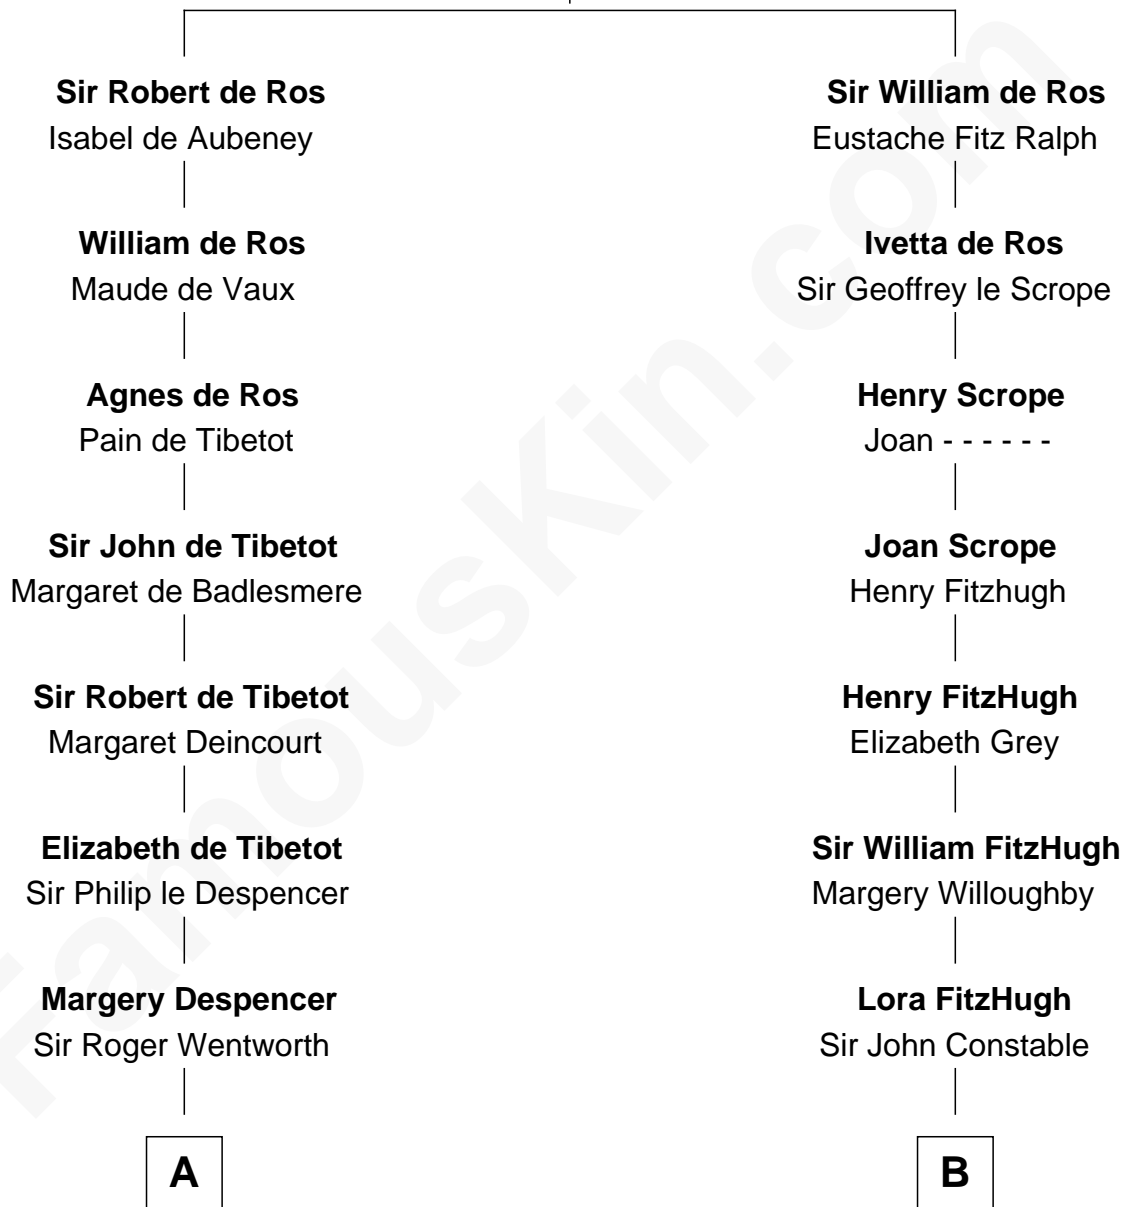 Sir Robert de Ros
Isabel de Aubeney
William de Ros
Maude de Vaux
Agnes de Ros
Pain de Tibetot
Sir John de Tibetot
Margaret de Badlesmere
Sir Robert de Tibetot
Margaret Deincourt
Elizabeth de Tibetot
Sir Philip le Despencer
Margery Despencer
Sir Roger Wentworth
A
Sir William de Ros
Eustache Fitz Ralph
Ivetta de Ros
Sir Geoffrey le Scrope
Henry Scrope
Joan - - - - - -
Joan Scrope
Henry Fitzhugh
Henry FitzHugh
Elizabeth Grey
Sir William FitzHugh
Margery Willoughby
Lora FitzHugh
Sir John Constable
B
FamousKin.com